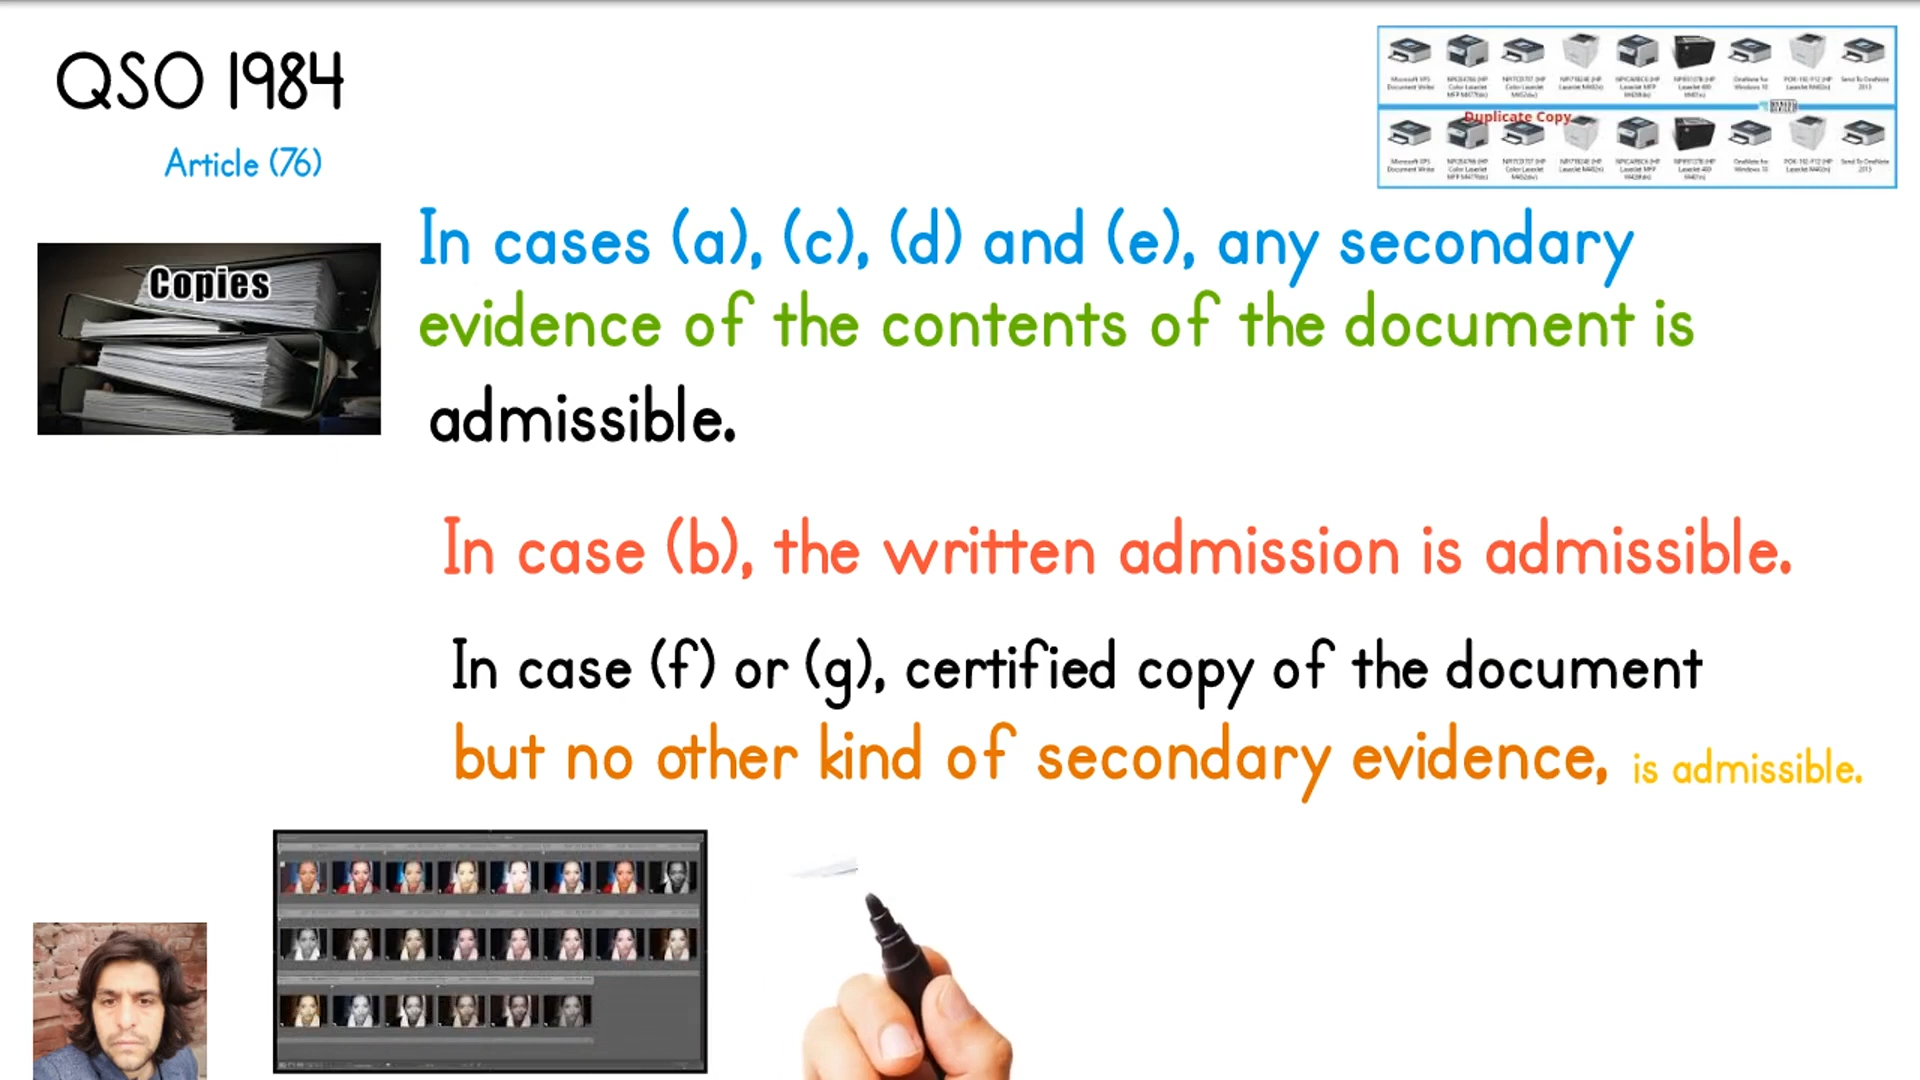 QSO 1984
Article (76)
Duplicate Copy
Copies
In cases (a), (c), (d) and (e), any secondary
evidence of the contents of the document is
admissible.
In case (b), the written admission is admissible.
In case (f) or (g), certified copy of the document
but no other kind of secondary evidence, is admissible.